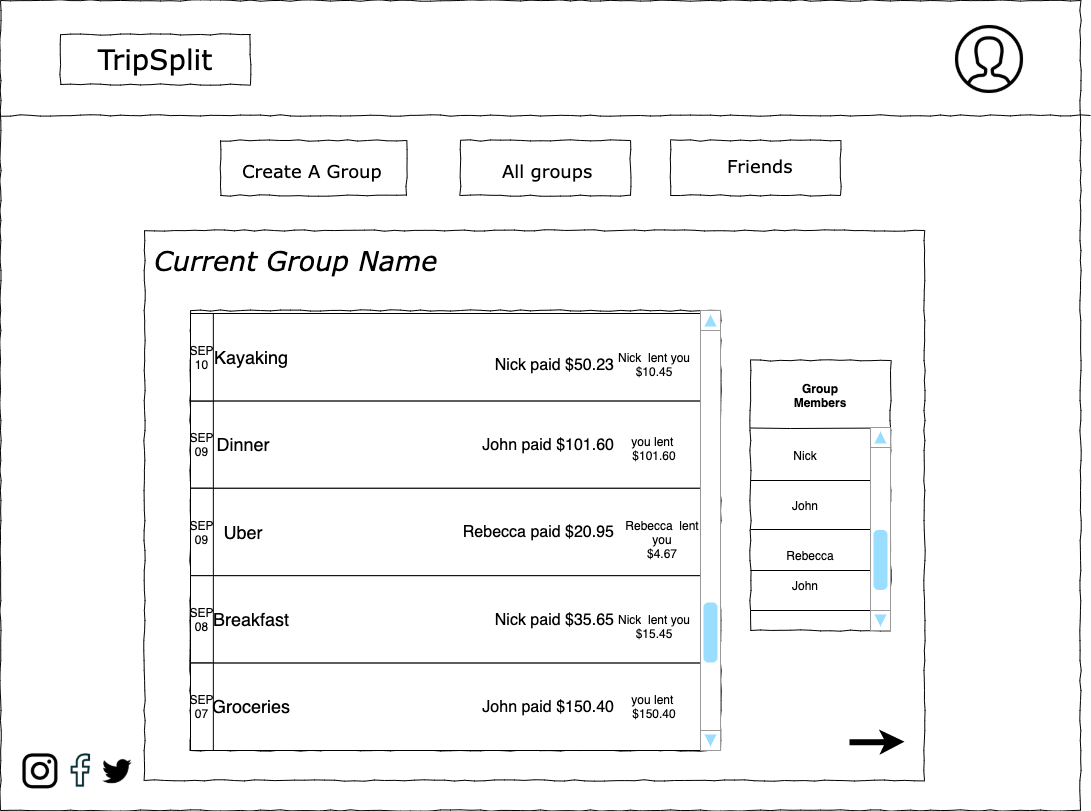 TripSplit
Create A Group
All groups
Friends
Current Group Name
SEP
10
Kayaking
Nick paid $50.23
Nick lent you
$10.45
SEP
09
Dinner
John paid $101.60
you lent
$101.60
SEP
09
Uber
Rebecca paid $20.95
Rebecca lent
you
$4.67
SEP
08
Breakfast
Nick paid $35.65
Nick lent you
$15.45
SEP
07
Groceries
John paid $150.40
you lent
$150.40
Group
Members
Nick
John
Rebecca
John